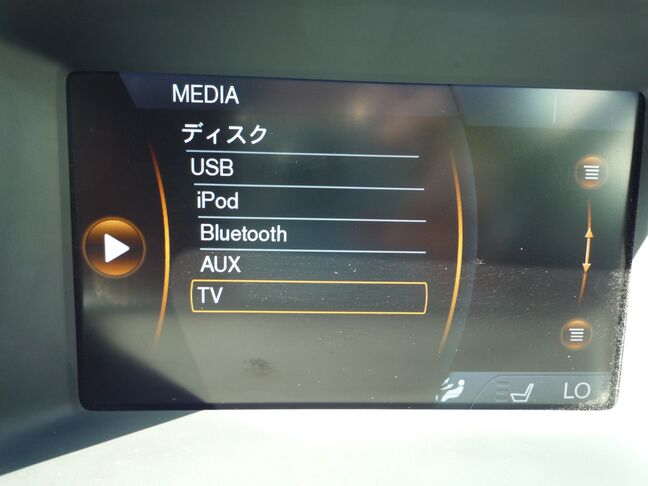 MEDIA
ディスク
USB
iPod
Bluetooth
AUX
TV
LO